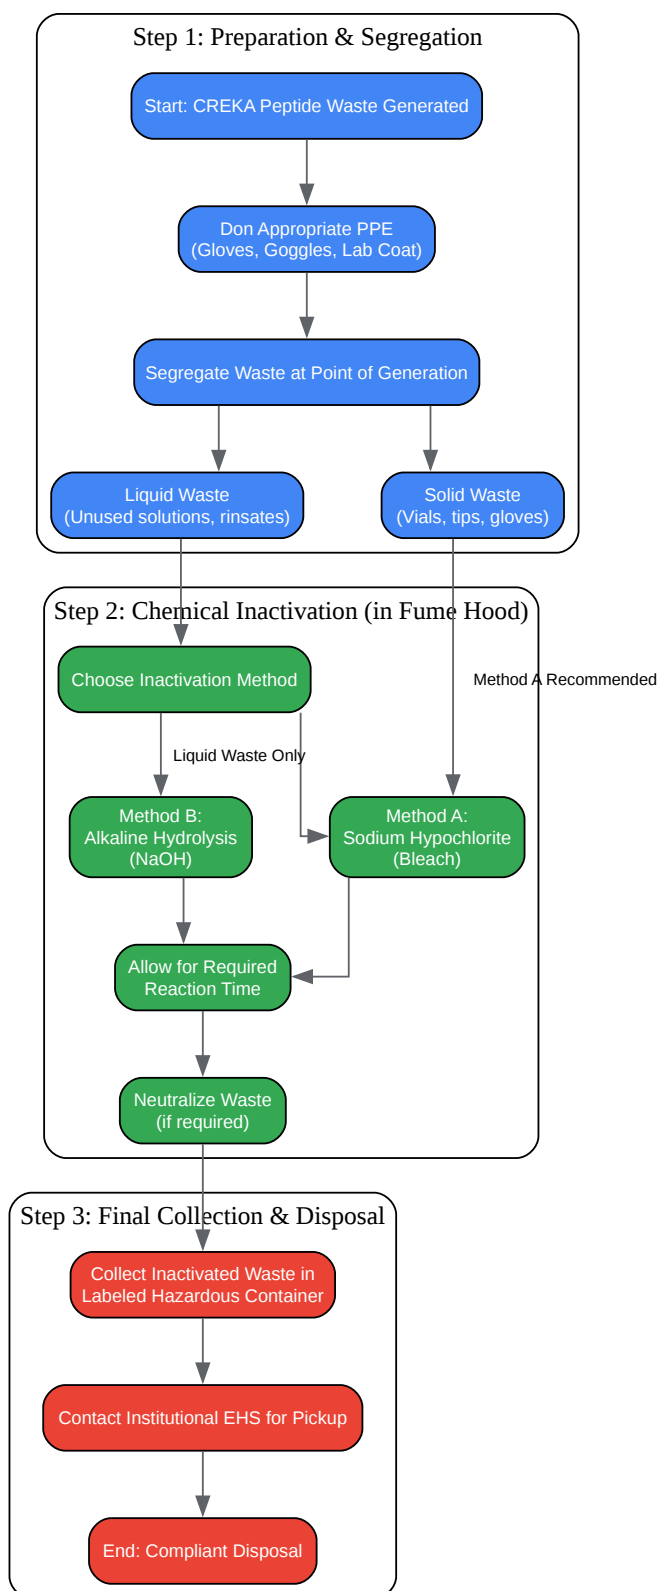 Step 1: Preparation & Segregation
Start: CREKA Peptide Waste Generated
Don Appropriate PPE
(Gloves, Goggles, Lab Coat)
Segregate Waste at Point of Generation
Liquid Waste
(Unused solutions, rinsates)
Solid Waste
(Vials, tips, gloves)
Step 2: Chemical Inactivation (in Fume Hood)
Choose Inactivation Method
Method A Recommended
Liquid Waste Only
Method B:
Alkaline Hydrolysis
(NaOH)
Method A:
Sodium Hypochlorite
(Bleach)
Allow for Required
Reaction Time
Neutralize Waste
(if required)
Step 3: Final Collection & Disposal
Collect Inactivated Waste in
Labeled Hazardous Container
Contact Institutional EHS for Pickup
End: Compliant Disposal